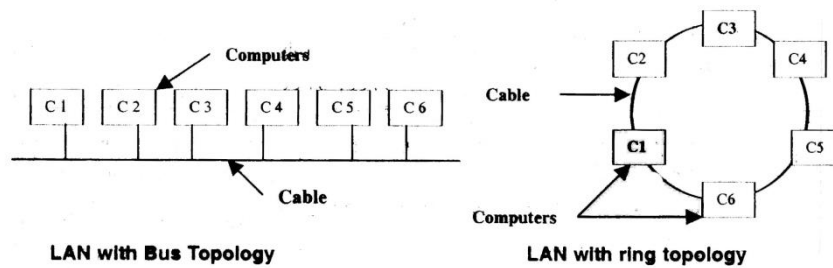 Computers
C 1 C 2 C 3 C 4 C 5 C 6
Cable
LAN with Bus Topology
C3
C2 C4
Cable
C1 C5
C6
Computers
LAN with ring topology